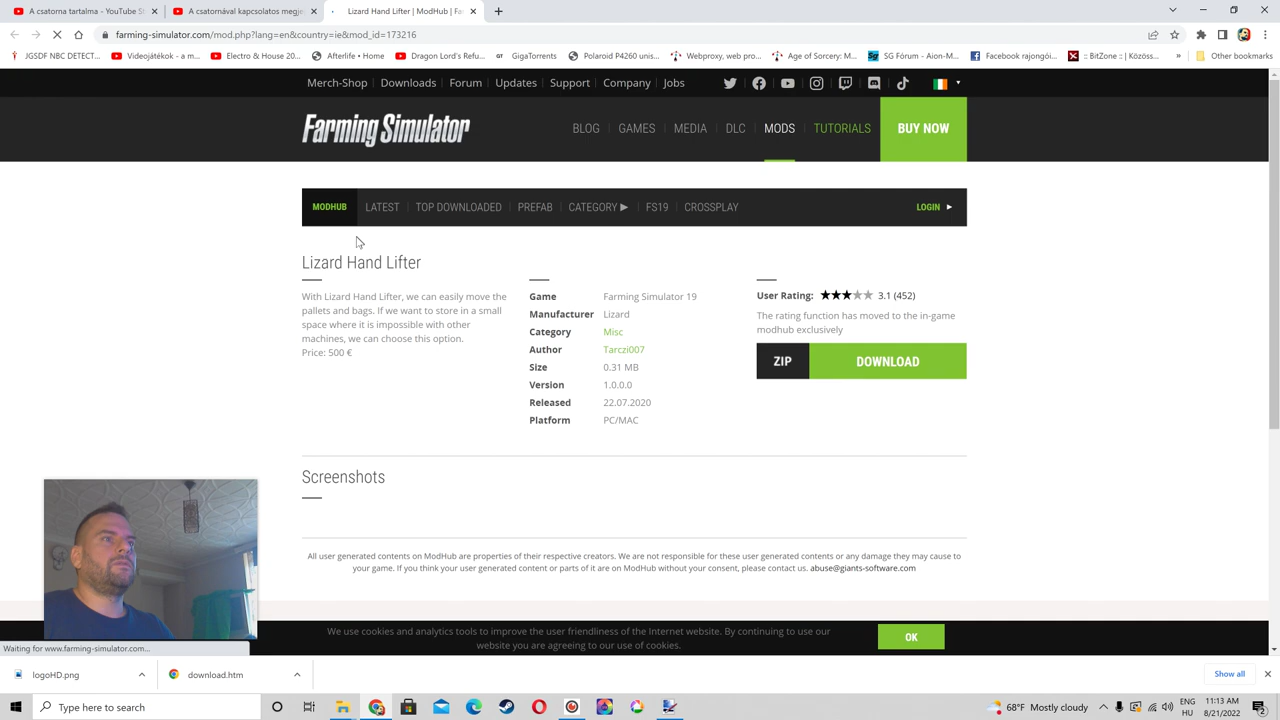 A csatorna tartalma - YouTube St
A csatornával kapcsolatos megje
Lizard Hand Lifter | ModHub | Fa
farming-simulator.com/mod.php?lang=en&country=ie&mod_id=173216
JGSDF NBC DETECT...
Videojátékok - a m...
Electro & House 20...
Afterlife • Home
Dragon Lord's Refu...
GigaTorrents
Polaroid P4260 unis...
Webproxy, web pro...
Age of Sorcery: M...
SG Fórum - Aion-M...
Facebook rajongói...
:: BitZone :: | Közöss...
»
Other bookmarks
Merch-Shop Downloads Forum Updates Support Company Jobs
Farming Simulator
BLOG | GAMES | MEDIA | DLC | MODS | TUTORIALS BUY NOW
MODHUB LATEST | TOP DOWNLOADED | PREFAB | CATEGORY ▶ | FS19 | CROSSPLAY LOGIN ▶
Lizard Hand Lifter
With Lizard Hand Lifter, we can easily move the
pallets and bags. If we want to store in a small
space where it is impossible with other
machines, we can choose this option.
Price: 500 €
Game Farming Simulator 19
Manufacturer Lizard
Category Misc
Author Tarczi007
Size 0.31 MB
Version 1.0.0.0
Released 22.07.2020
Platform PC/MAC
User Rating: ★★★★★ 3.1 (452)
The rating function has moved to the in-game
modhub exclusively
ZIP DOWNLOAD
Screenshots
All user generated contents on ModHub are properties of their respective creators. We are not responsible for these user generated contents or any damage they may cause to
your game. If you think your user generated content or parts of it are on ModHub without your consent, please contact us. abuse@giants-software.com
We use cookies and analytics tools to improve the user friendliness of the Internet website. By continuing to use our
website you are agreeing to our use of cookies.
OK
Waiting for www.farming-simulator.com...
logoHD.png
download.htm
Show all
Type here to search
68°F Mostly cloudy
ENG
HU
11:13 AM
8/21/2022
2